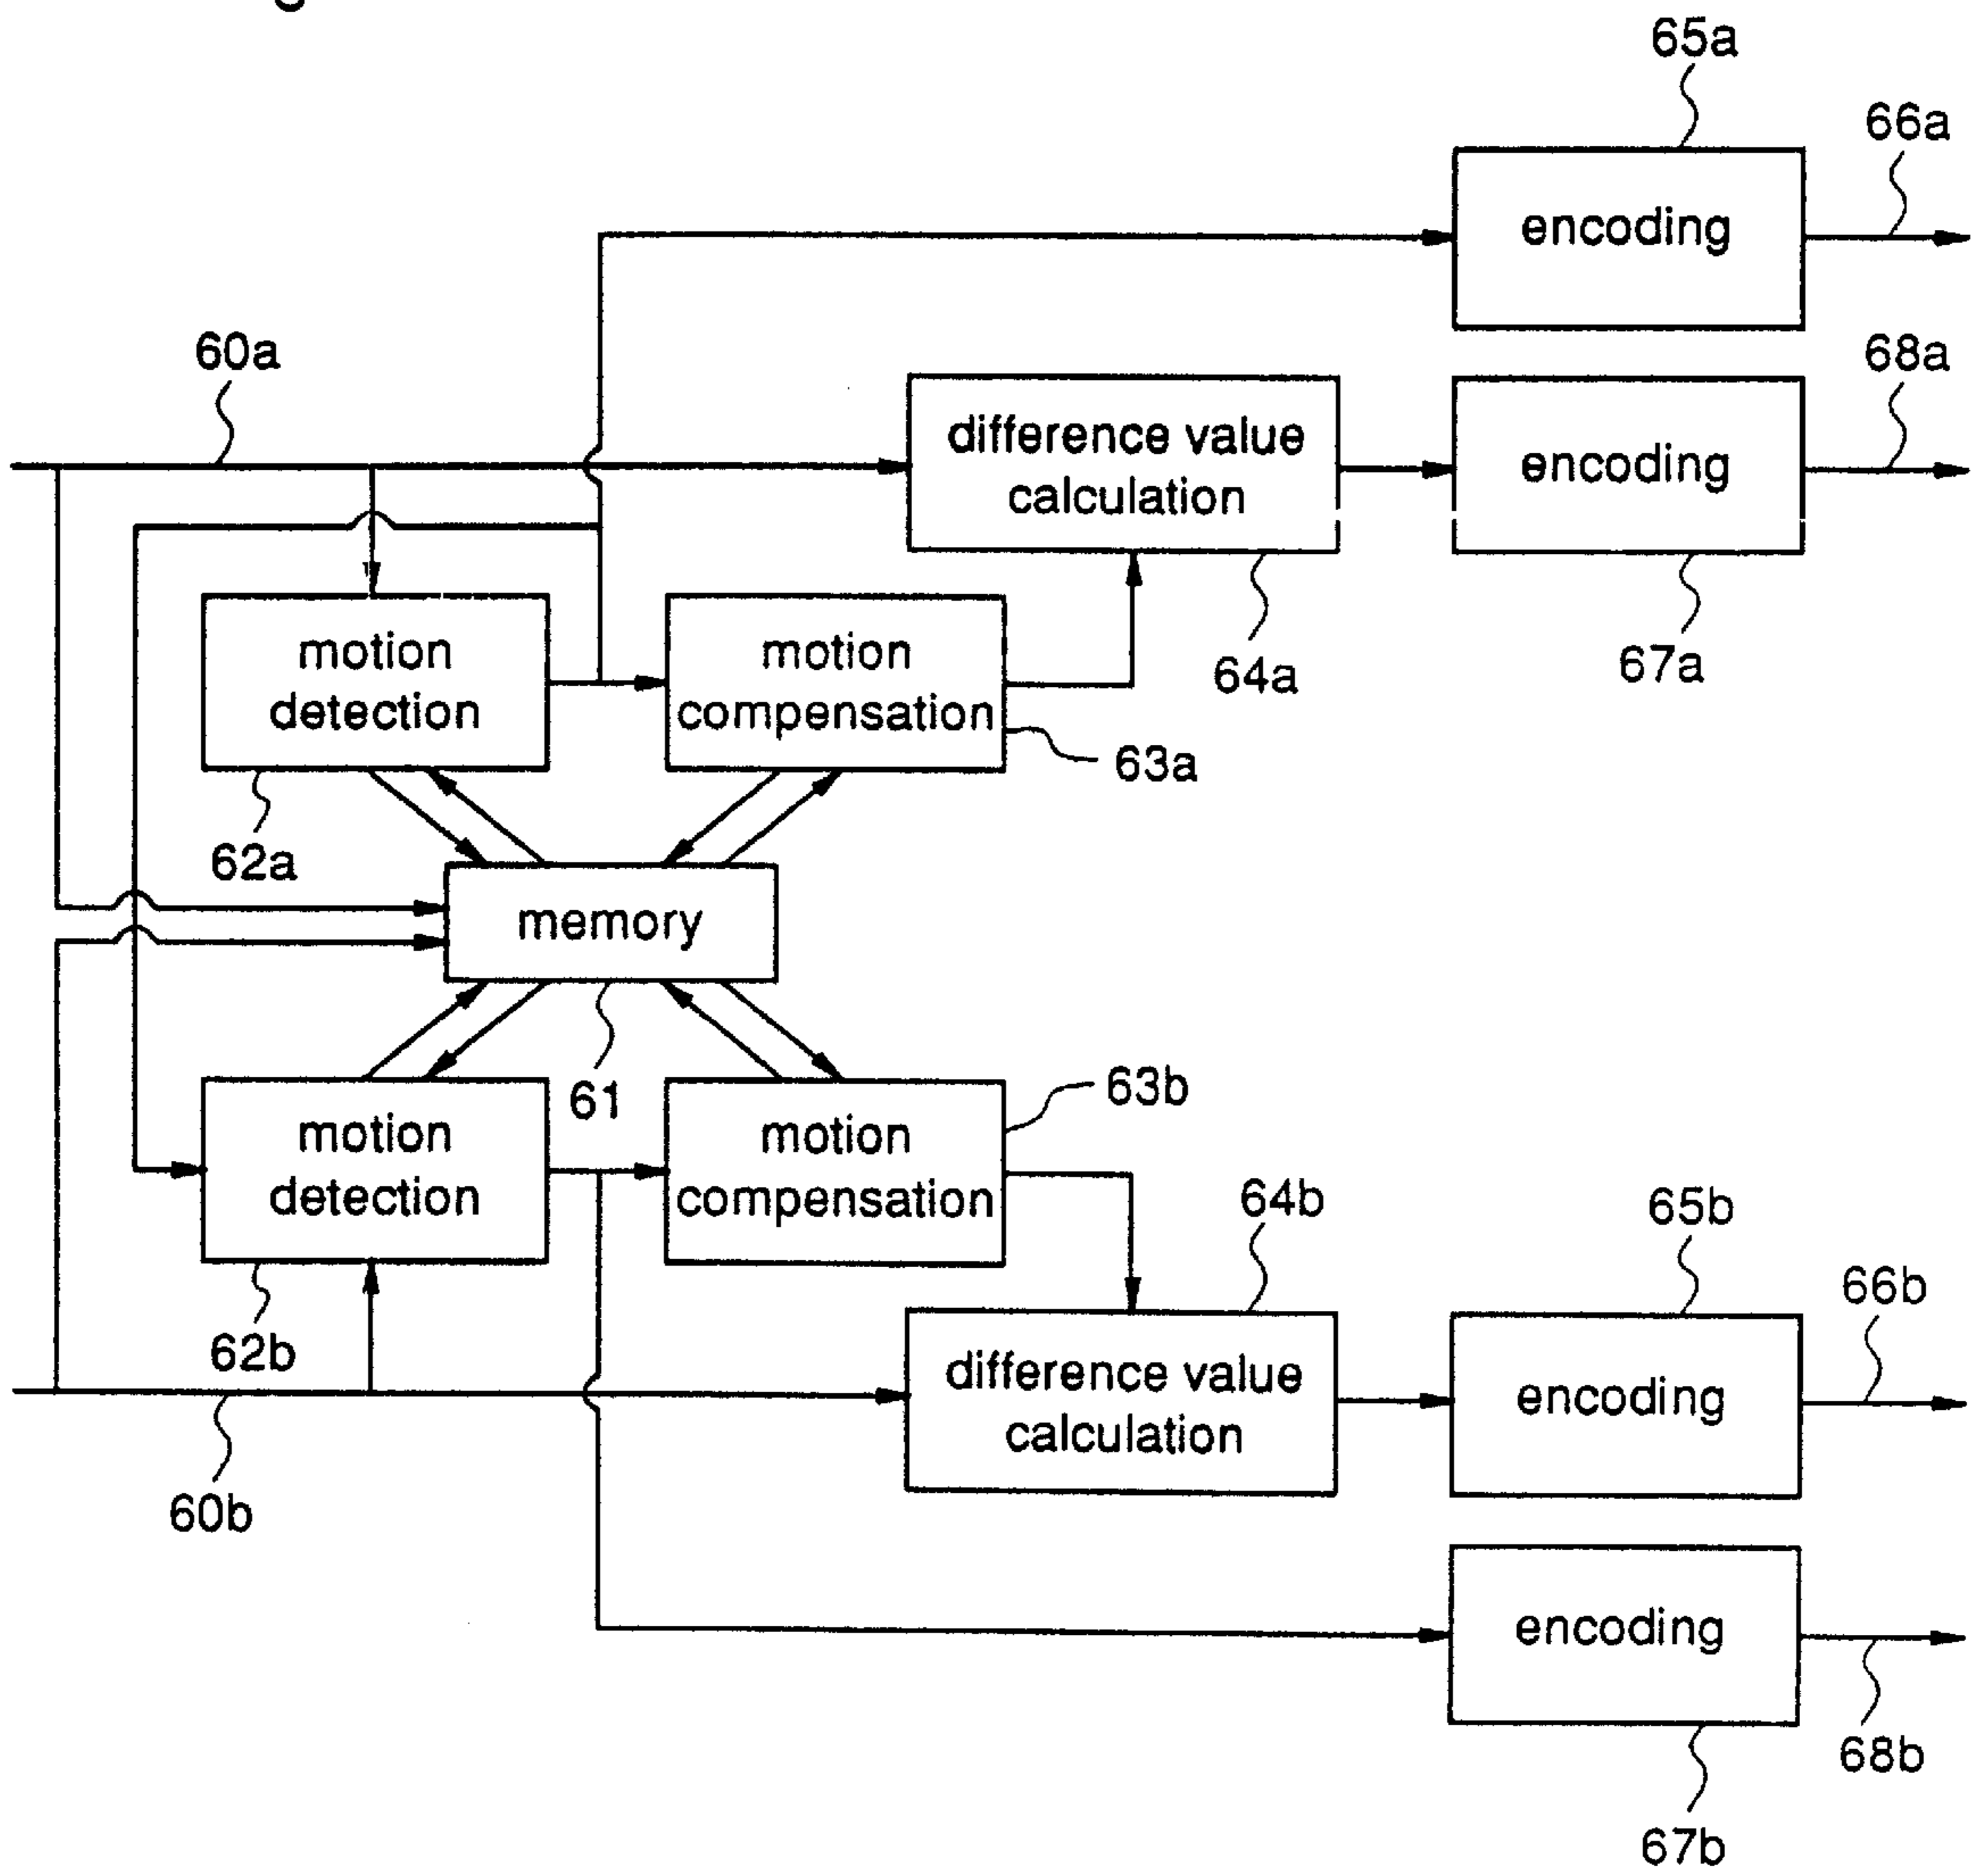 65a
66a
encoding
60a
68a
difference value
calculation
encoding
motion
detection
motion
compensation
64a
67a
63a
62a
memory
61
63b
motion
detection
motion
compensation
64b
65b
66b
62b
difference value
calculation
encoding
60b
encoding
68b
67b